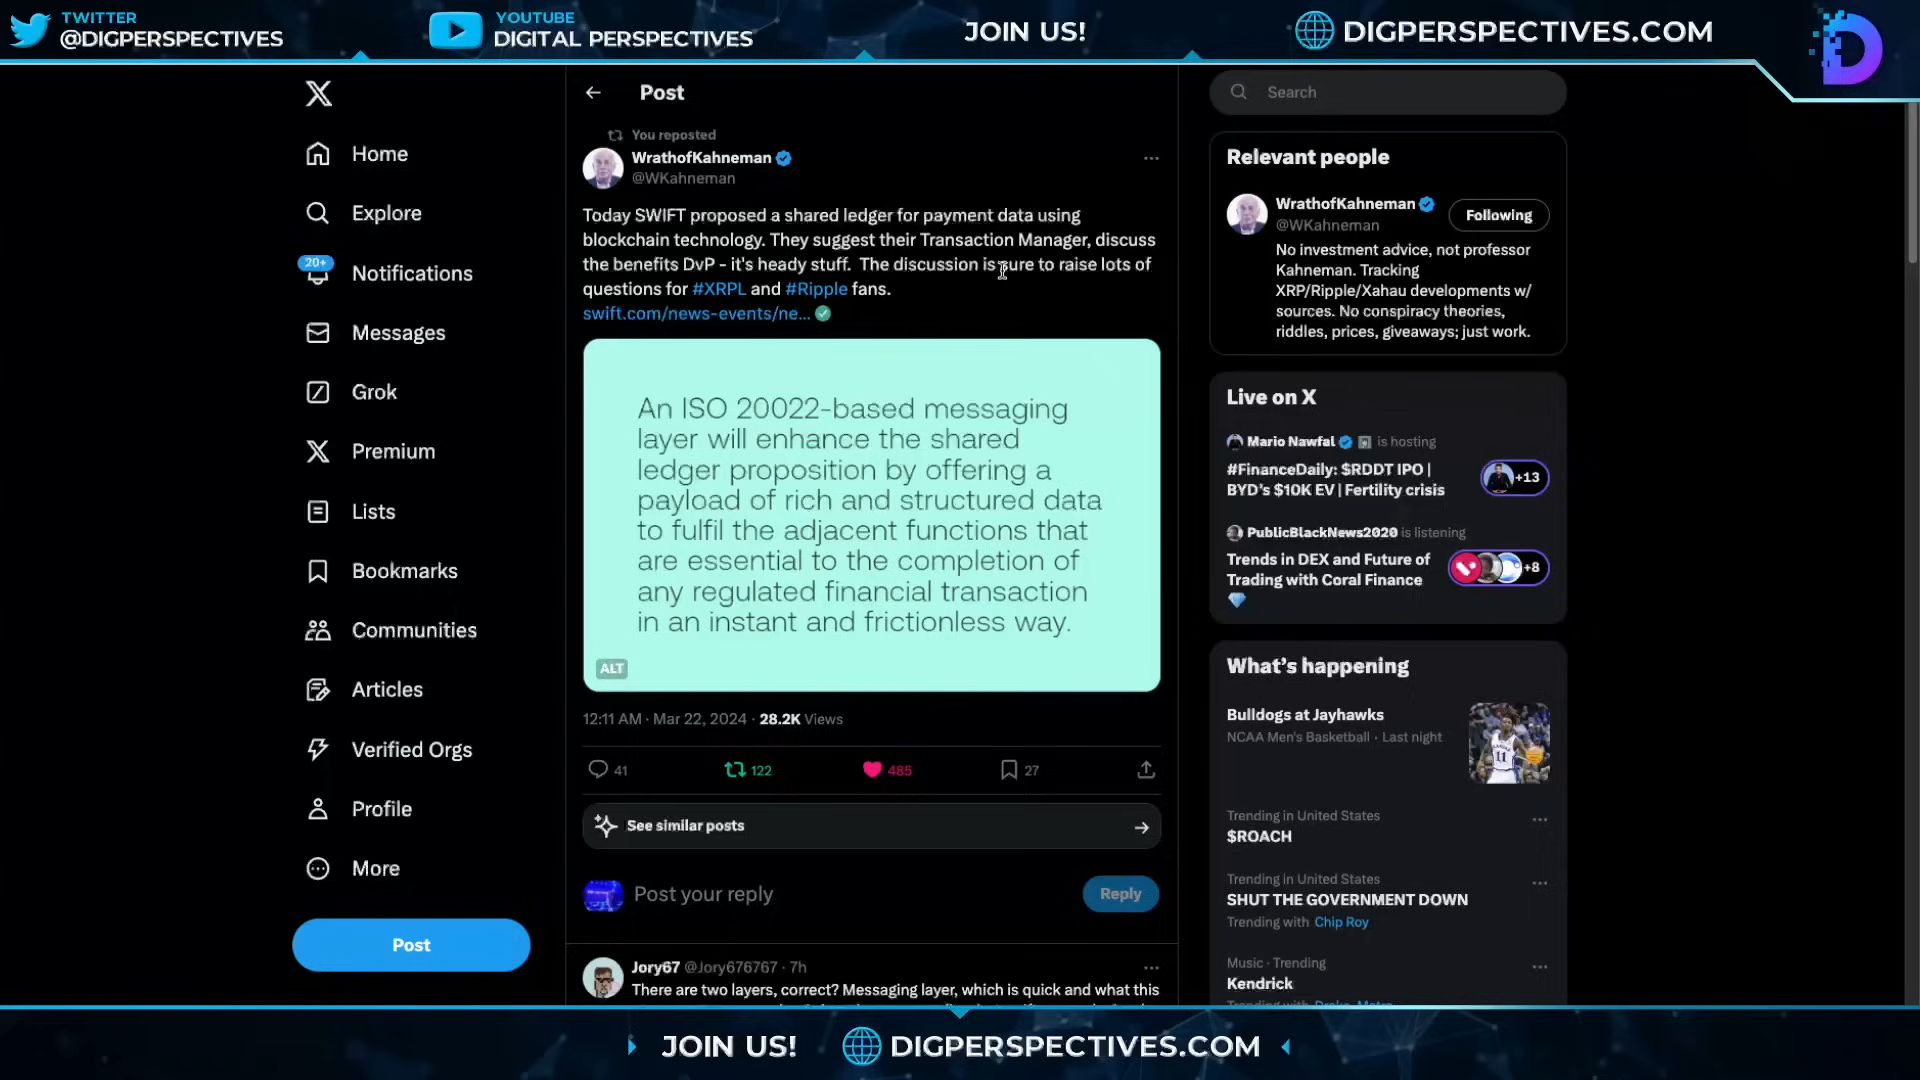 TWITTER
@DIGPERSPECTIVES
YOUTUBE
DIGITAL PERSPECTIVES
JOIN US!
DIGPERSPECTIVES.COM
Home
Explore
20+
Notifications
Messages
Grok
Premium
Lists
Bookmarks
Communities
Articles
Verified Orgs
Profile
More
Post
Post
You reposted
WrathofKahneman
@WKahneman
Today SWIFT proposed a shared ledger for payment data using
blockchain technology. They suggest their Transaction Manager, discuss
the benefits DvP - it's heady stuff. The discussion is sure to raise lots of
questions for #XRPL and #Ripple fans.
swift.com/news-events/ne...
An ISO 20022-based messaging
layer will enhance the shared
ledger proposition by offering a
payload of rich and structured data
to fulfil the adjacent functions that
are essential to the completion of
any regulated financial transaction
in an instant and frictionless way.
ALT
12:11 AM · Mar 22, 2024 · 28.2K Views
41 122 485 27
See similar posts
Post your reply
Reply
Jory67 @Jory676767 · 7h
There are two layers, correct? Messaging layer, which is quick and what this
Search
Relevant people
WrathofKahneman
@WKahneman
Following
No investment advice, not professor
Kahneman. Tracking
XRP/Ripple/Xahau developments w/
sources. No conspiracy theories,
riddles, prices, giveaways; just work.
Live on X
Mario Nawfal is hosting
#FinanceDaily: $RDDT IPO |
BYD's $10K EV | Fertility crisis
+13
PublicBlackNews2020 is listening
Trends in DEX and Future of
Trading with Coral Finance
+8
What's happening
Bulldogs at Jayhawks
NCAA Men's Basketball · Last night
Trending in United States
$ROACH
Trending in United States
SHUT THE GOVERNMENT DOWN
Trending with Chip Roy
Music · Trending
Kendrick
JOIN US!
DIGPERSPECTIVES.COM